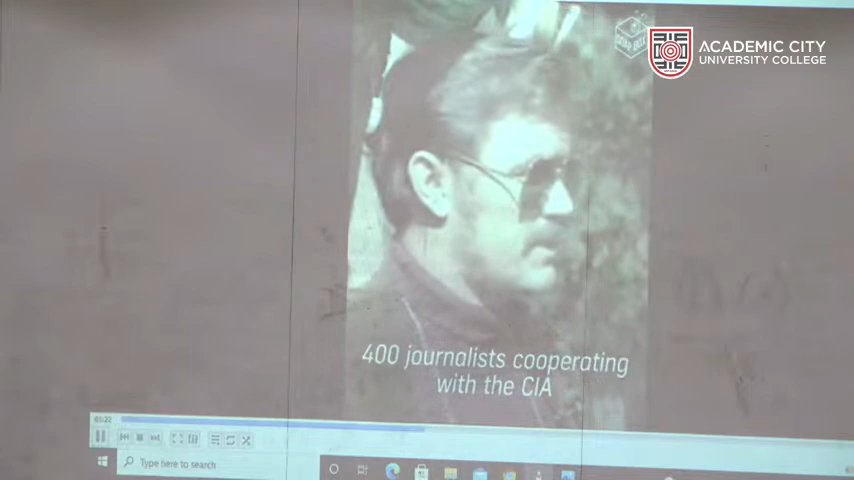 ACADEMIC CITY
UNIVERSITY COLLEGE
400 journalists cooperating
with the CIA
Type here to search